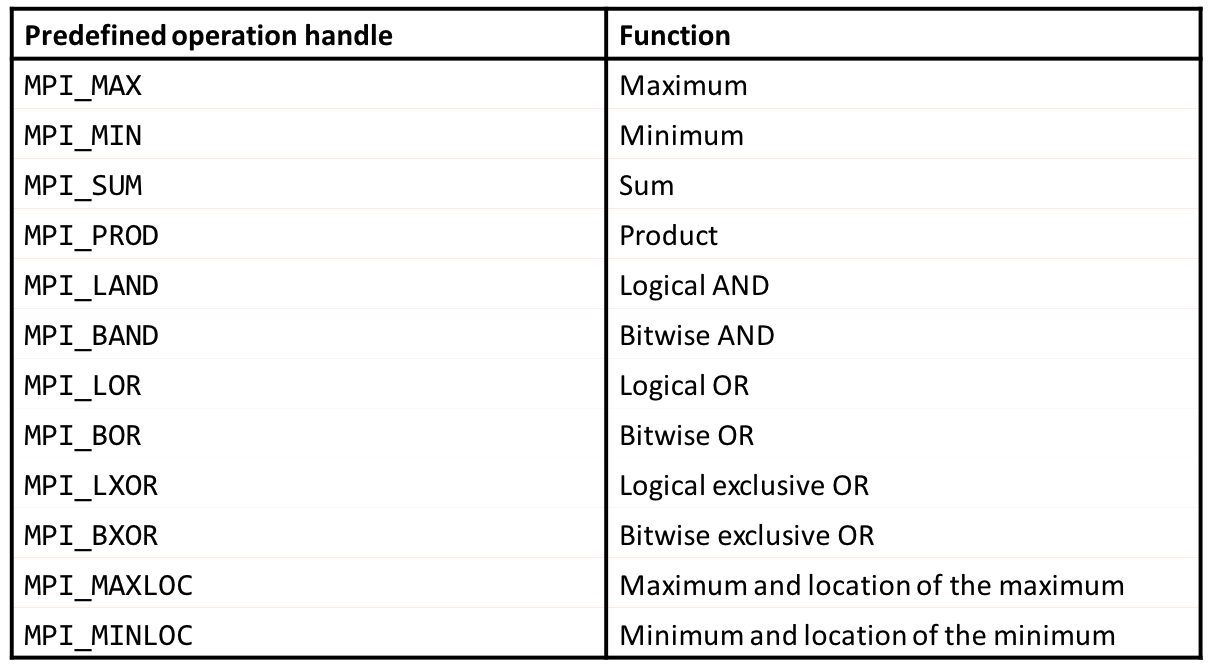 Predefined operation handle Function
MPI_MAX Maximum
MPI_MIN Minimum
MPI_SUM Sum
MPI_PROD Product
MPI_LAND Logical AND
MPI_BAND Bitwise AND
MPI_LOR Logical OR
MPI_BOR Bitwise OR
MPI_LXOR Logical exclusive OR
MPI_BXOR Bitwise exclusive OR
MPI_MAXLOC Maximum and location of the maximum
MPI_MINLOC Minimum and location of the minimum